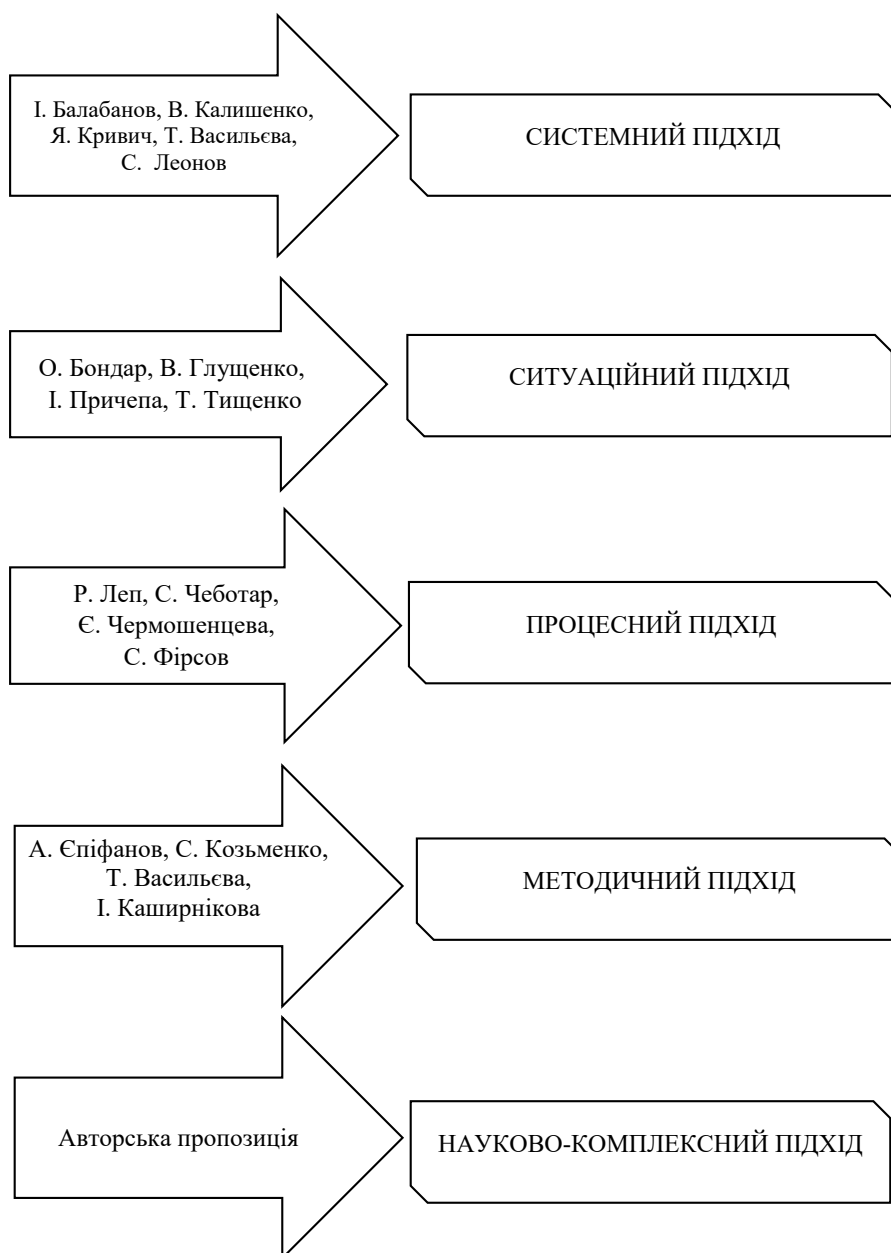 І. Балабанов, В. Калишенко,
Я. Кривич, Т. Васильєва,
С. Леонов
СИСТЕМНИЙ ПІДХІД
О. Бондар, В. Глущенко,
І. Причепа, Т. Тищенко
СИТУАЦІЙНИЙ ПІДХІД
Р. Леп, С. Чеботар,
Є. Чермошенцева,
С. Фірсов
ПРОЦЕСНИЙ ПІДХІД
А. Єпіфанов, С. Козьменко,
Т. Васильєва,
І. Каширнікова
МЕТОДИЧНИЙ ПІДХІД
Авторська пропозиція
НАУКОВО-КОМПЛЕКСНИЙ ПІДХІД